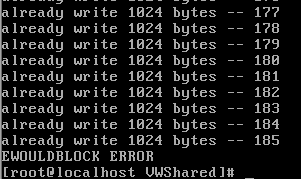 already write 1024 bytes -- 177
already write 1024 bytes -- 178
already write 1024 bytes -- 179
already write 1024 bytes -- 180
already write 1024 bytes -- 181
already write 1024 bytes -- 182
already write 1024 bytes -- 183
already write 1024 bytes -- 184
already write 1024 bytes -- 185
EWOULDBLOCK ERROR
[root@localhost VWShared]# _